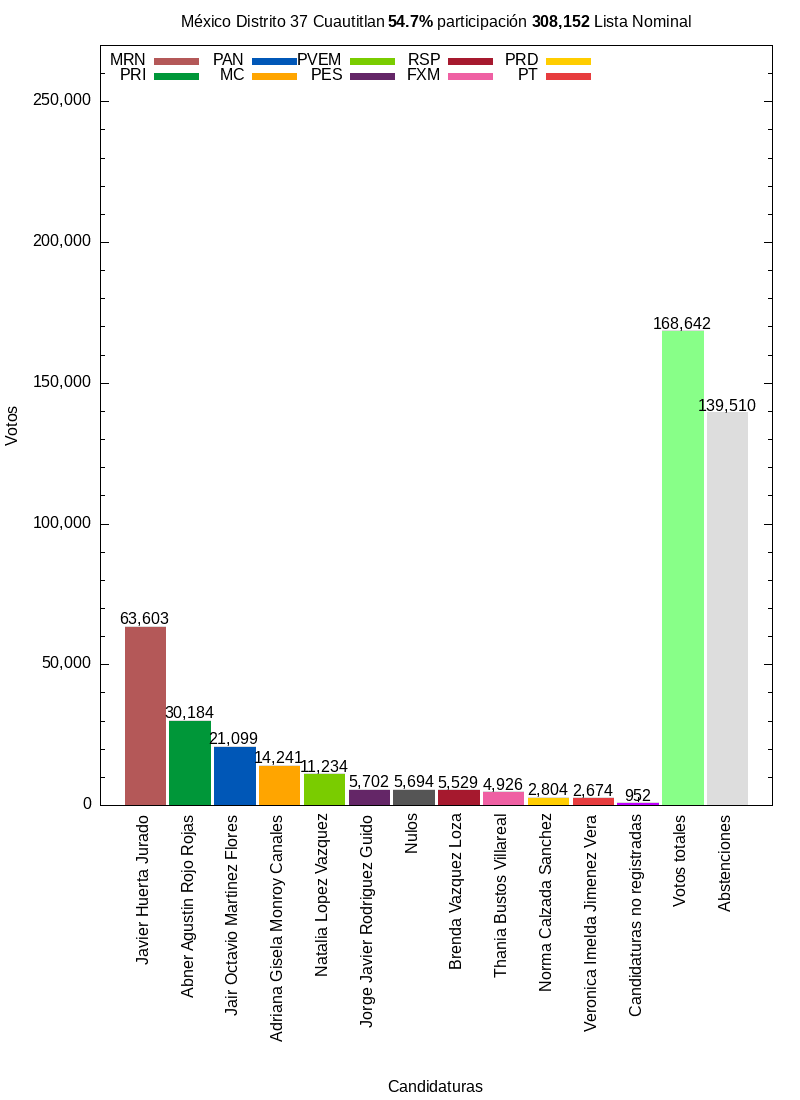 México Distrito 37 Cuautitlan 54.7% participación 308,152 Lista Nominal
MRN PAN PVEM RSP PRD
PRI MC PES FXM PT
250,000
200,000
150,000
100,000
50,000
0
Votos
63,603
30,184
21,099
14,241
11,234
5,702
5,694
5,529
4,926
2,804
2,674
952
168,642
139,510
Javier Huerta Jurado
Abner Agustin Rojo Rojas
Jair Octavio Martinez Flores
Adriana Gisela Monroy Canales
Natalia Lopez Vazquez
Jorge Javier Rodriguez Guido
Nulos
Brenda Vazquez Loza
Thania Bustos Villareal
Norma Calzada Sanchez
Veronica Imelda Jimenez Vera
Candidaturas no registradas
Votos totales
Abstenciones
Candidaturas